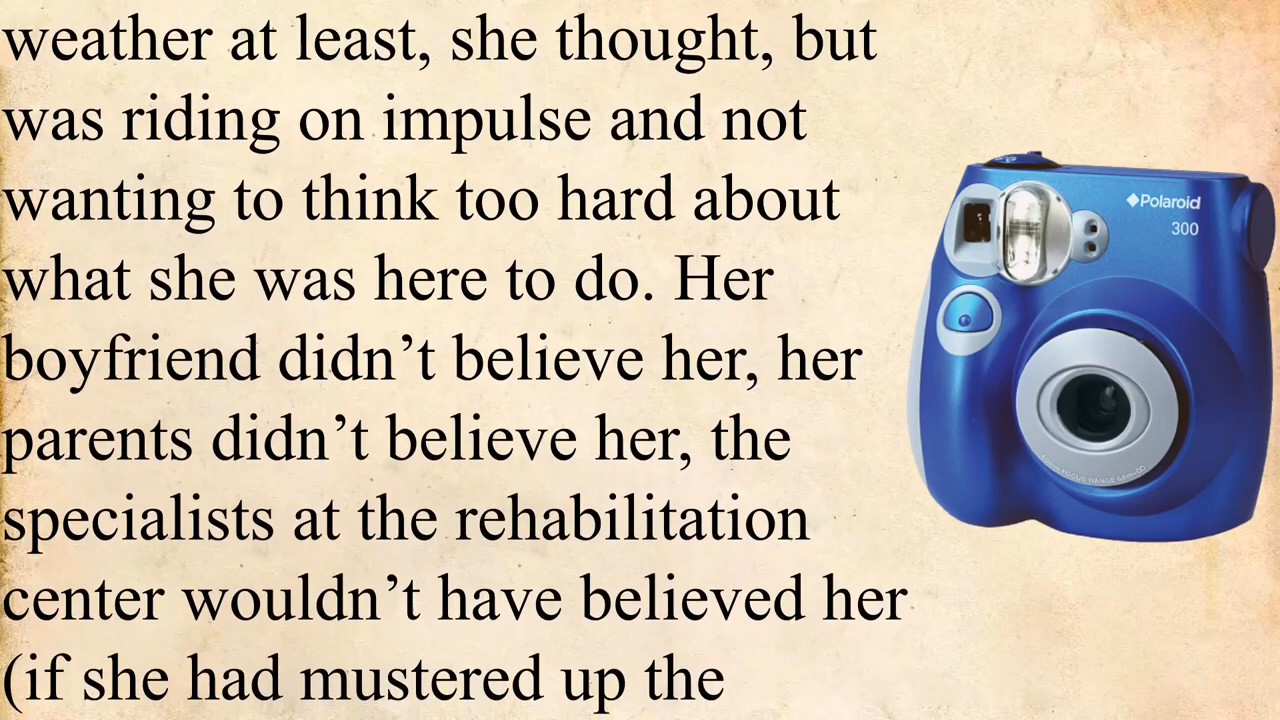 weather at least, she thought, but
was riding on impulse and not
wanting to think too hard about
what she was here to do. Her
boyfriend didn’t believe her, her
parents didn’t believe her, the
specialists at the rehabilitation
center wouldn’t have believed her
(if she had mustered up the
Polaroid
300